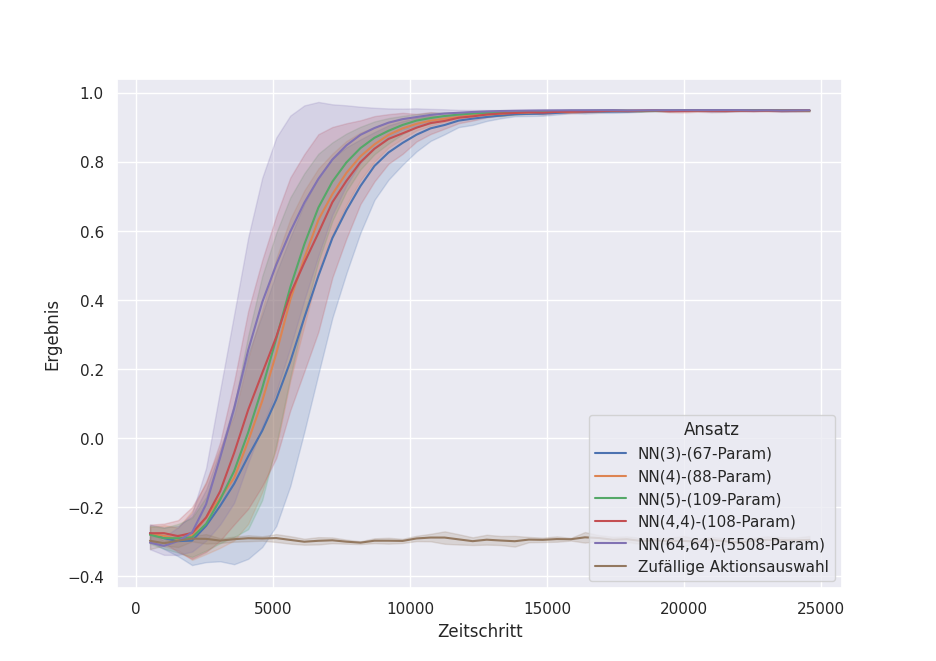 1.0
0.8
0.6
0.4
0.2
0.0
−0.2
−0.4
Ergebnis
0
5000
10000
15000
20000
25000
Zeitschritt
Ansatz
NN(3)-(67-Param)
NN(4)-(88-Param)
NN(5)-(109-Param)
NN(4,4)-(108-Param)
NN(64,64)-(5508-Param)
Zufällige Aktionsauswahl